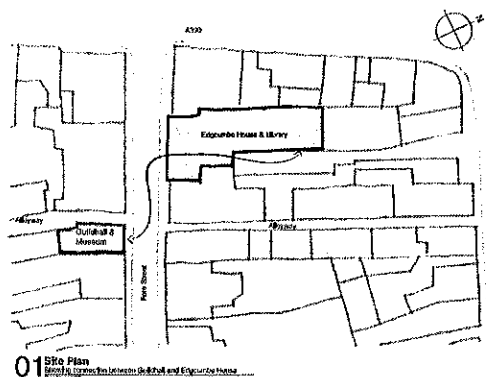 A390
N
Edgcumbe House & Library
Alleyway
Guildhall &
Museum
Alleyway
Fore Street
01 Site Plan
Showing connection between Guildhall and Edgcumbe House